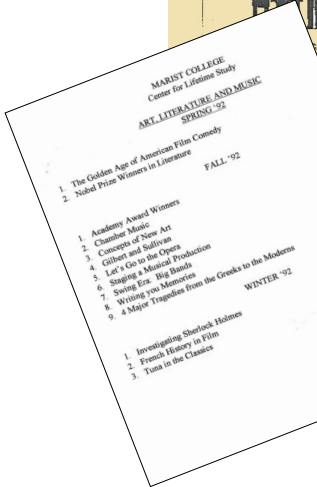 MARIST COLLEGE
Center for Lifetime Study
ART, LITERATURE AND MUSIC
SPRING '92
1. The Golden Age of American Film Comedy
2. Nobel Prize Winners in Literature
FALL '92
1. Academy Award Winners
2. Chamber Music
3. Concepts of New Art
4. Gilbert and Sullivan
5. Let's Go to the Opera
6. Staging a Musical Production
7. Swing Era: Big Bands
8. Writing you Memories
9. 4 Major Tragedies from the Greeks to the Moderns
WINTER '92
1. Investigating Sherlock Holmes
2. French History in Film
3. Tuna in the Classics